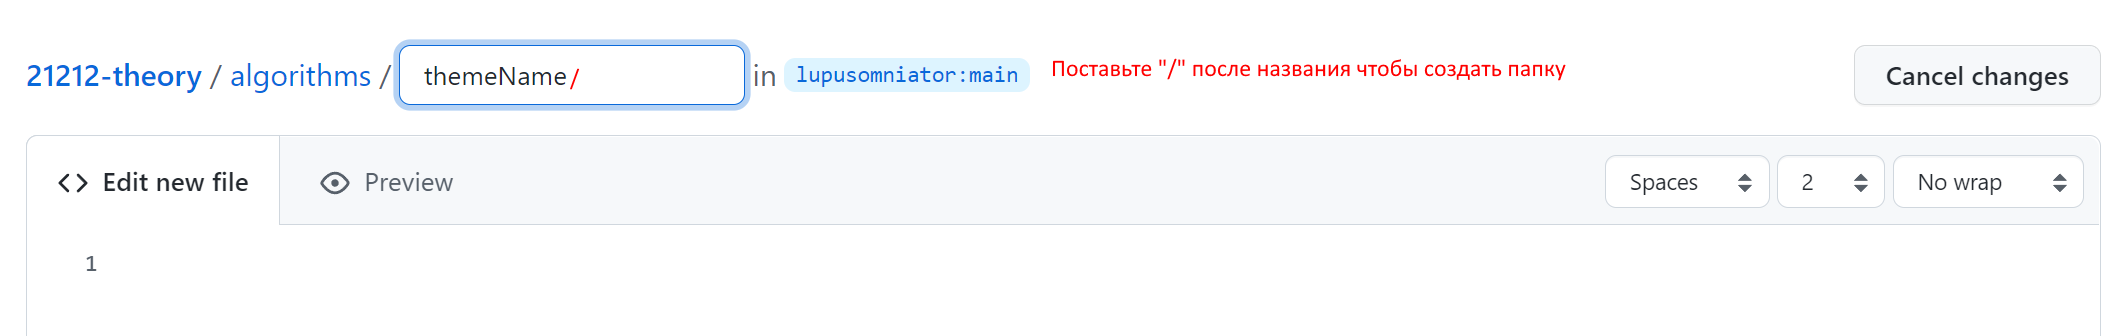 21212-theory / algorithms / themeName/ in lupusomniator:main Поставьте "/" после названия чтобы создать папку Cancel changes
<> Edit new file Preview Spaces 2 No wrap
1